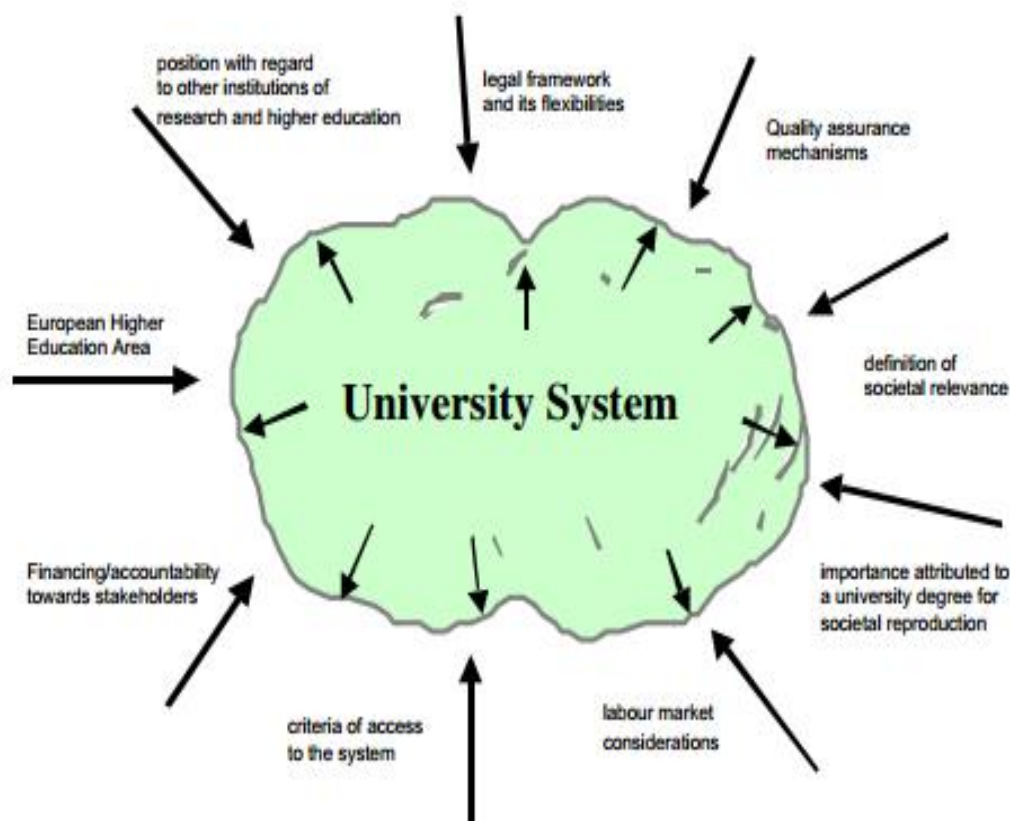 position with regard
to other institutions of
research and higher education
legal framework
and its flexibilities
Quality assurance
mechanisms
European Higher
Education Area
definition of
societal relevance
University System
Financing/accountability
towards stakeholders
importance attributed to
a university degree for
societal reproduction
criteria of access
to the system
labour market
considerations